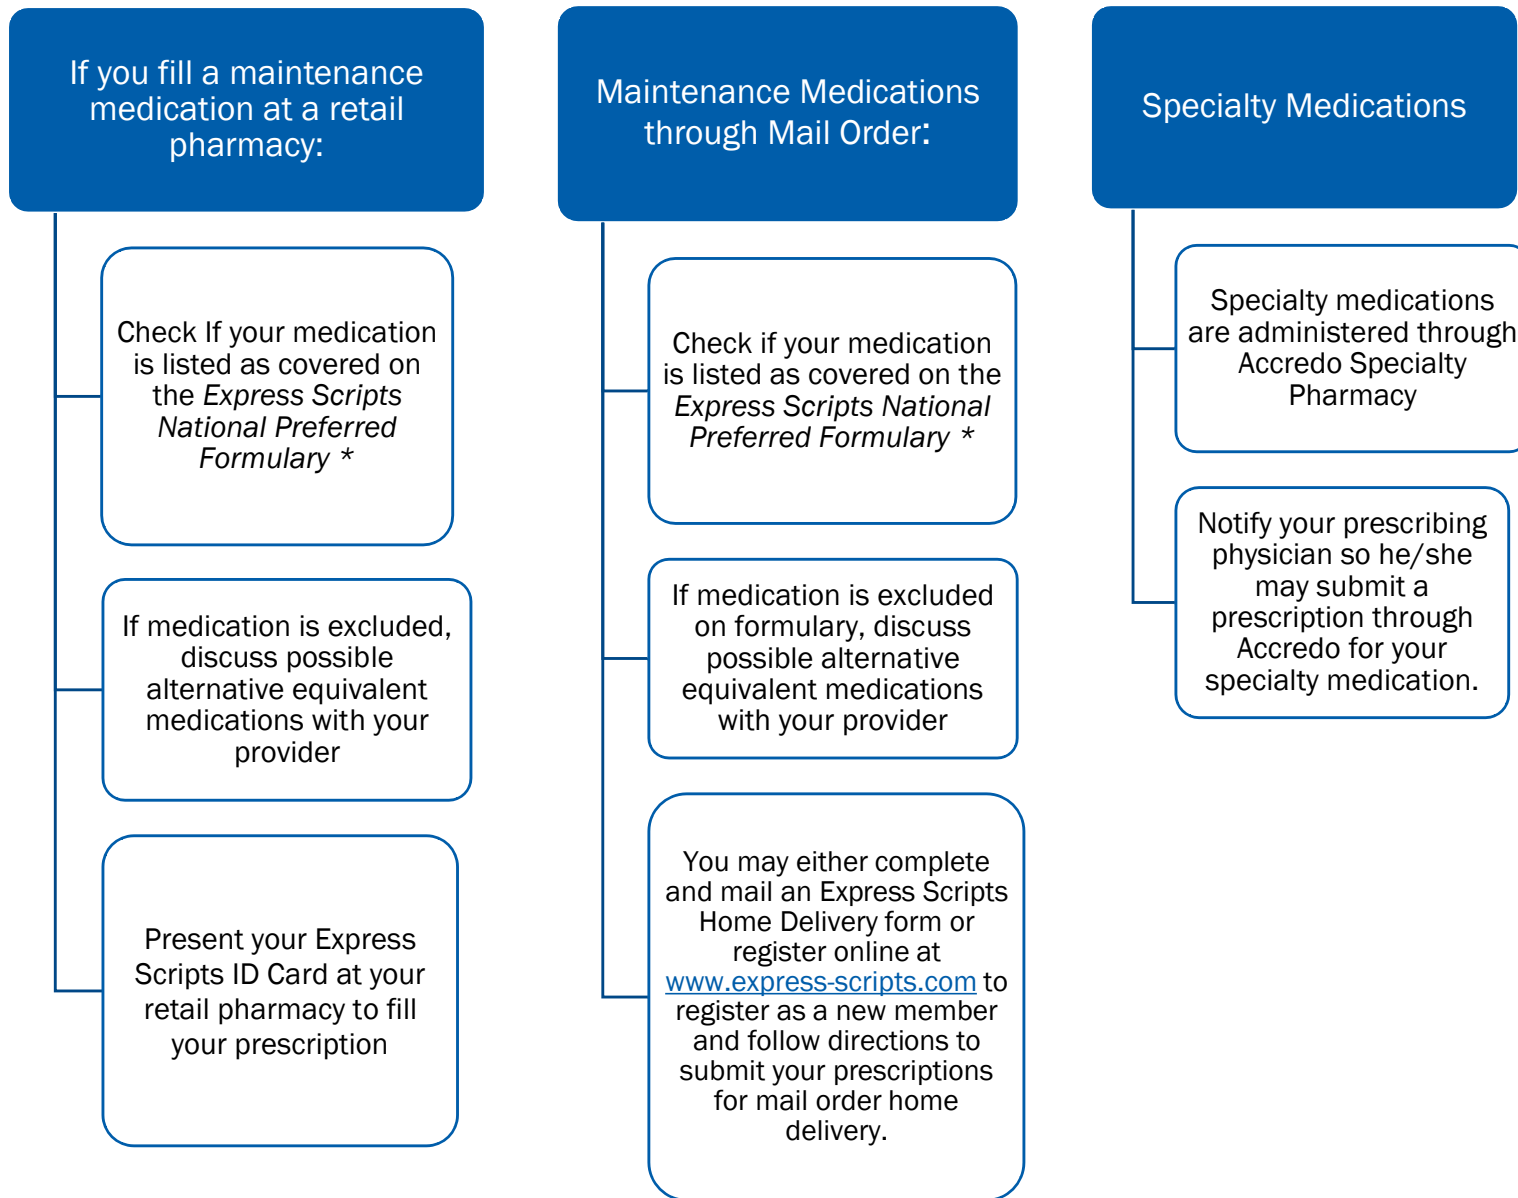 If you fill a maintenance
medication at a retail
pharmacy:
Check If your medication
is listed as covered on
the Express Scripts
National Preferred
Formulary *
If medication is excluded,
discuss possible
alternative equivalent
medications with your
provider
Present your Express
Scripts ID Card at your
retail pharmacy to fill
your prescription
Maintenance Medications
through Mail Order:
Check if your medication
is listed as covered on the
Express Scripts National
Preferred Formulary *
If medication is excluded
on formulary, discuss
possible alternative
equivalent medications
with your provider
You may either complete
and mail an Express Scripts
Home Delivery form or
register online at
www.express-scripts.com to
register as a new member
and follow directions to
submit your prescriptions
for mail order home
delivery.
Specialty Medications
Specialty medications
are administered through
Accredo Specialty
Pharmacy
Notify your prescribing
physician so he/she
may submit a
prescription through
Accredo for your
specialty medication.